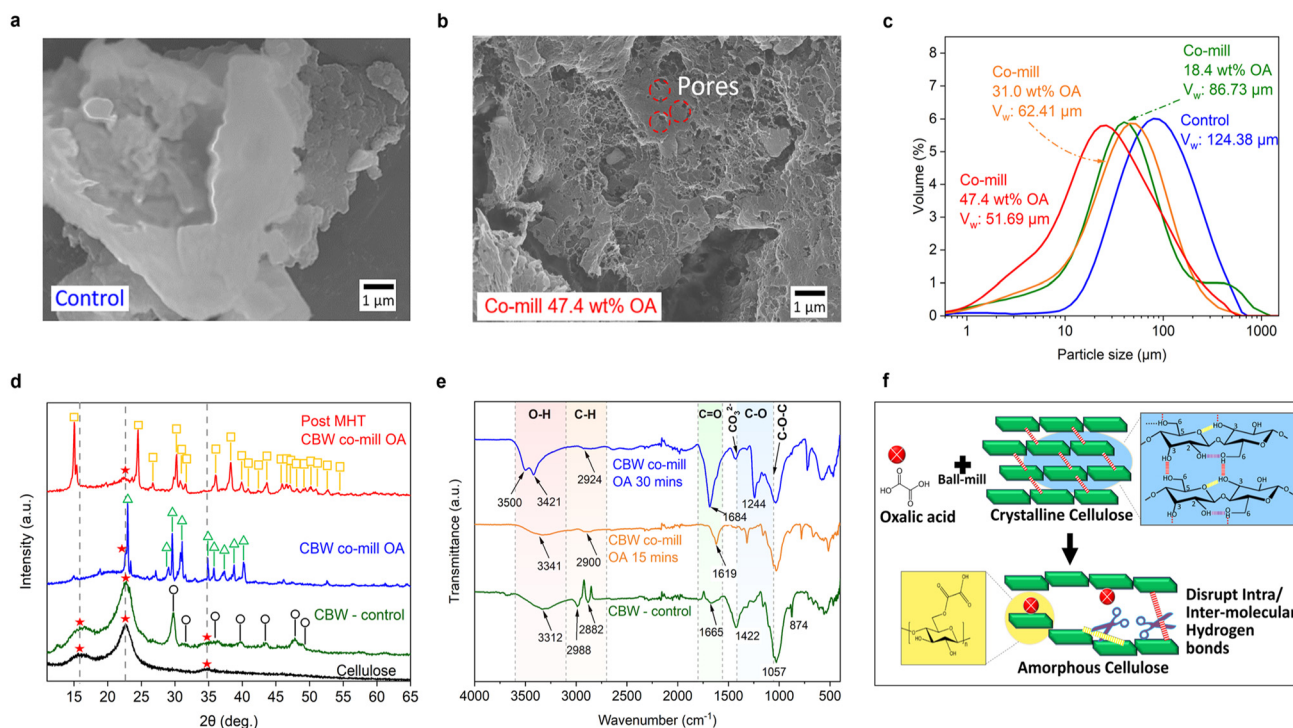 a
Control
1 μm
b
Pores
Co-mill 47.4 wt% OA
1 μm
c
Volume (%)
8
7
6
5
4
3
2
1
0
Co-mill
31.0 wt% OA
Vw: 62.41 μm
Co-mill
18.4 wt% OA
Vw: 86.73 μm
Control
Vw: 124.38 μm
Co-mill
47.4 wt% OA
Vw: 51.69 μm
1
10
100
1000
Particle size (μm)
d
Intensity (a.u.)
Post MHT
CBW co-mill OA
CBW co-mill OA
CBW - control
Cellulose
15 20 25 30 35 40 45 50 55 60 65
2θ (deg.)
e
Transmittance (a.u.)
O-H
C-H
C=O
CO₃²⁻
C-O
C-O-C
CBW co-mill
OA 30 mins
3500
3421
2924
1684
1244
CBW co-mill
OA 15 mins
3341
2900
1619
CBW - control
3312
2988
2882
1665
1422
874
1057
4000 3500 3000 2500 2000 1500 1000 500
Wavenumber (cm⁻¹)
f
Oxalic acid
Ball-mill
Crystalline Cellulose
Disrupt Intra/
Inter-molecular
Hydrogen
bonds
Amorphous Cellulose